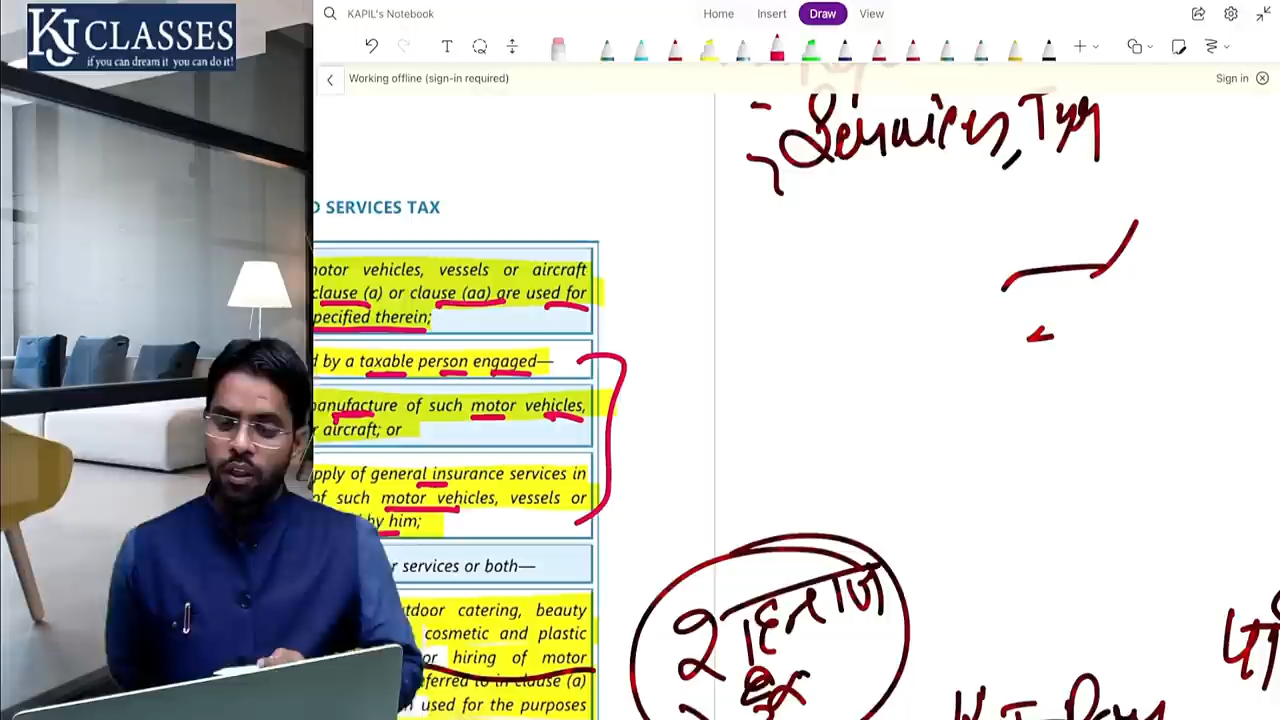 KJ CLASSES
if you can dream it you can do it!
KAPIL's Notebook
Home Insert Draw View
Working offline (sign-in required)
Sign in
Services, Tyre
D SERVICES TAX
motor vehicles, vessels or aircraft
clause (a) or clause (aa) are used for
pecified therein;
d by a taxable person engaged—
manufacture of such motor vehicles,
r aircraft; or
pply of general insurance services in
of such motor vehicles, vessels or
by him;
r services or both—
tdoor catering, beauty
cosmetic and plastic
or hiring of motor
eferred to in clause (a)
used for the purposes